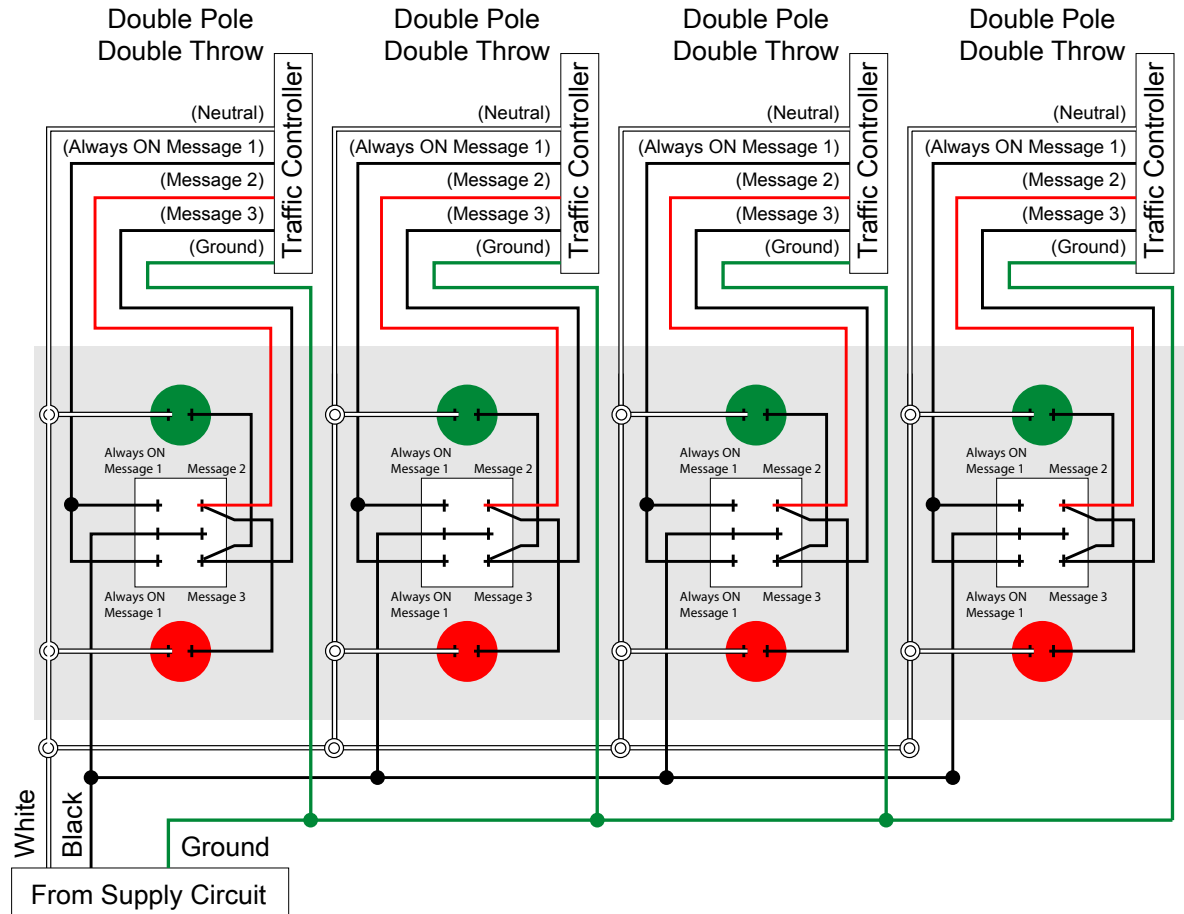 Double Pole
Double Throw
Double Pole
Double Throw
Double Pole
Double Throw
Double Pole
Double Throw
(Neutral)
(Always ON Message 1)
(Message 2)
(Message 3)
(Ground)
Traffic Controller
(Neutral)
(Always ON Message 1)
(Message 2)
(Message 3)
(Ground)
Traffic Controller
(Neutral)
(Always ON Message 1)
(Message 2)
(Message 3)
(Ground)
Traffic Controller
(Neutral)
(Always ON Message 1)
(Message 2)
(Message 3)
(Ground)
Traffic Controller
Always ON
Message 1
Message 2
Always ON
Message 1
Message 3
Always ON
Message 1
Message 2
Always ON
Message 1
Message 3
Always ON
Message 1
Message 2
Always ON
Message 1
Message 3
Always ON
Message 1
Message 2
Always ON
Message 1
Message 3
White
Black
Ground
From Supply Circuit